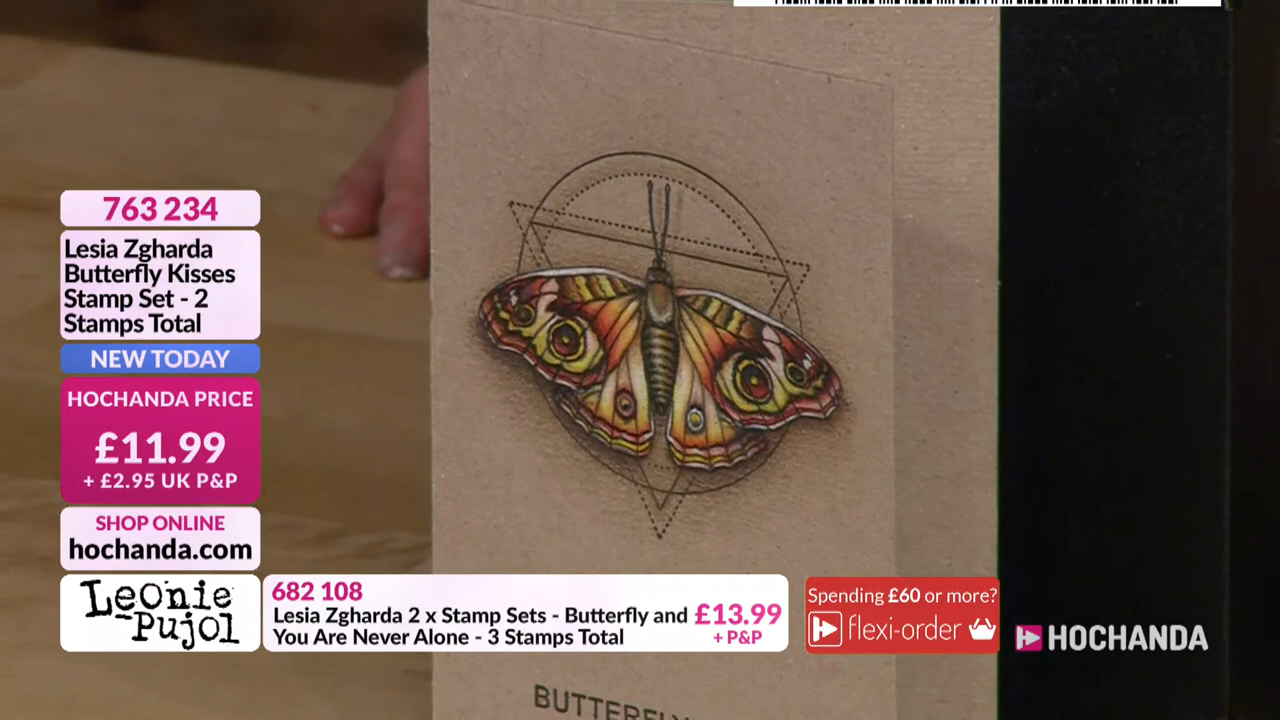 763 234
Lesia Zgharda
Butterfly Kisses
Stamp Set - 2
Stamps Total
NEW TODAY
HOCHANDA PRICE
£11.99
+ £2.95 UK P&P
SHOP ONLINE
hochanda.com
Leonie
Pujol
682 108
Lesia Zgharda 2 x Stamp Sets - Butterfly and
You Are Never Alone - 3 Stamps Total
£13.99
+ P&P
Spending £60 or more?
flexi-order
HOCHANDA